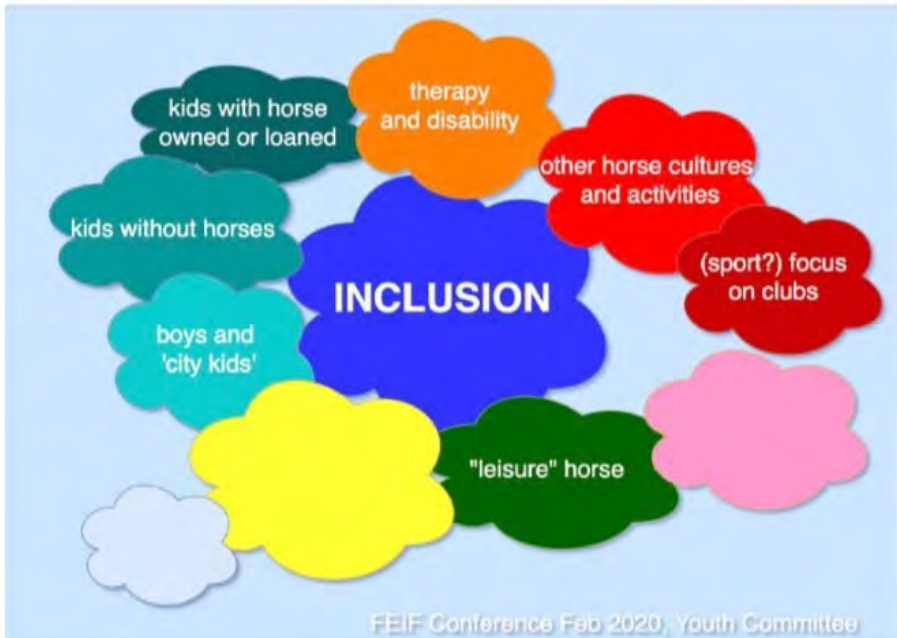 kids with horse
owned or loaned
therapy
and disability
other horse cultures
and activities
kids without horses
(sport?) focus
on clubs
INCLUSION
boys and
'city kids'
"leisure" horse
FEIF Conference Feb 2020, Youth Committee